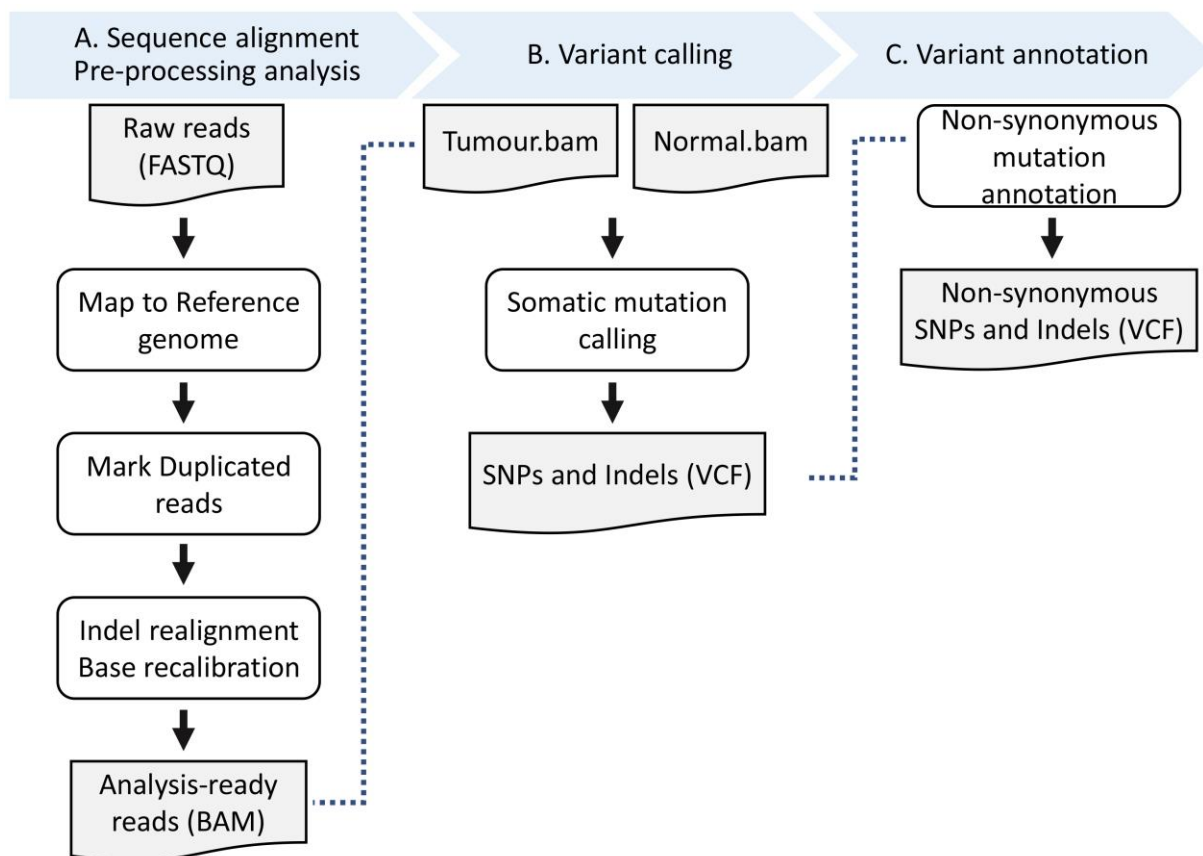 A. Sequence alignment
Pre-processing analysis
B. Variant calling
C. Variant annotation
Raw reads
(FASTQ)
Map to Reference
genome
Mark Duplicated
reads
Indel realignment
Base recalibration
Analysis-ready
reads (BAM)
Tumour.bam
Normal.bam
Somatic mutation
calling
SNPs and Indels (VCF)
Non-synonymous
mutation
annotation
Non-synonymous
SNPs and Indels (VCF)